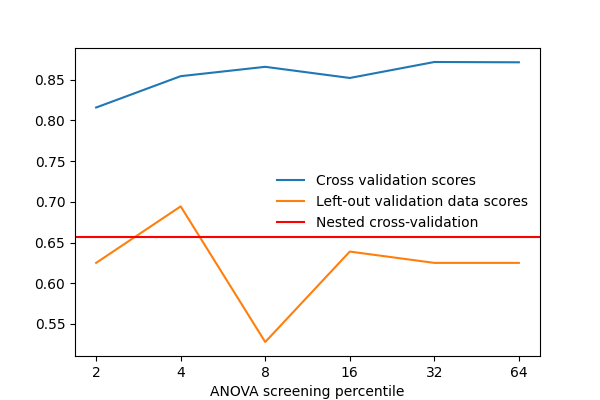 0.85
0.80
0.75
0.70
0.65
0.60
0.55
Cross validation scores
Left-out validation data scores
Nested cross-validation
2 4 8 16 32 64
ANOVA screening percentile